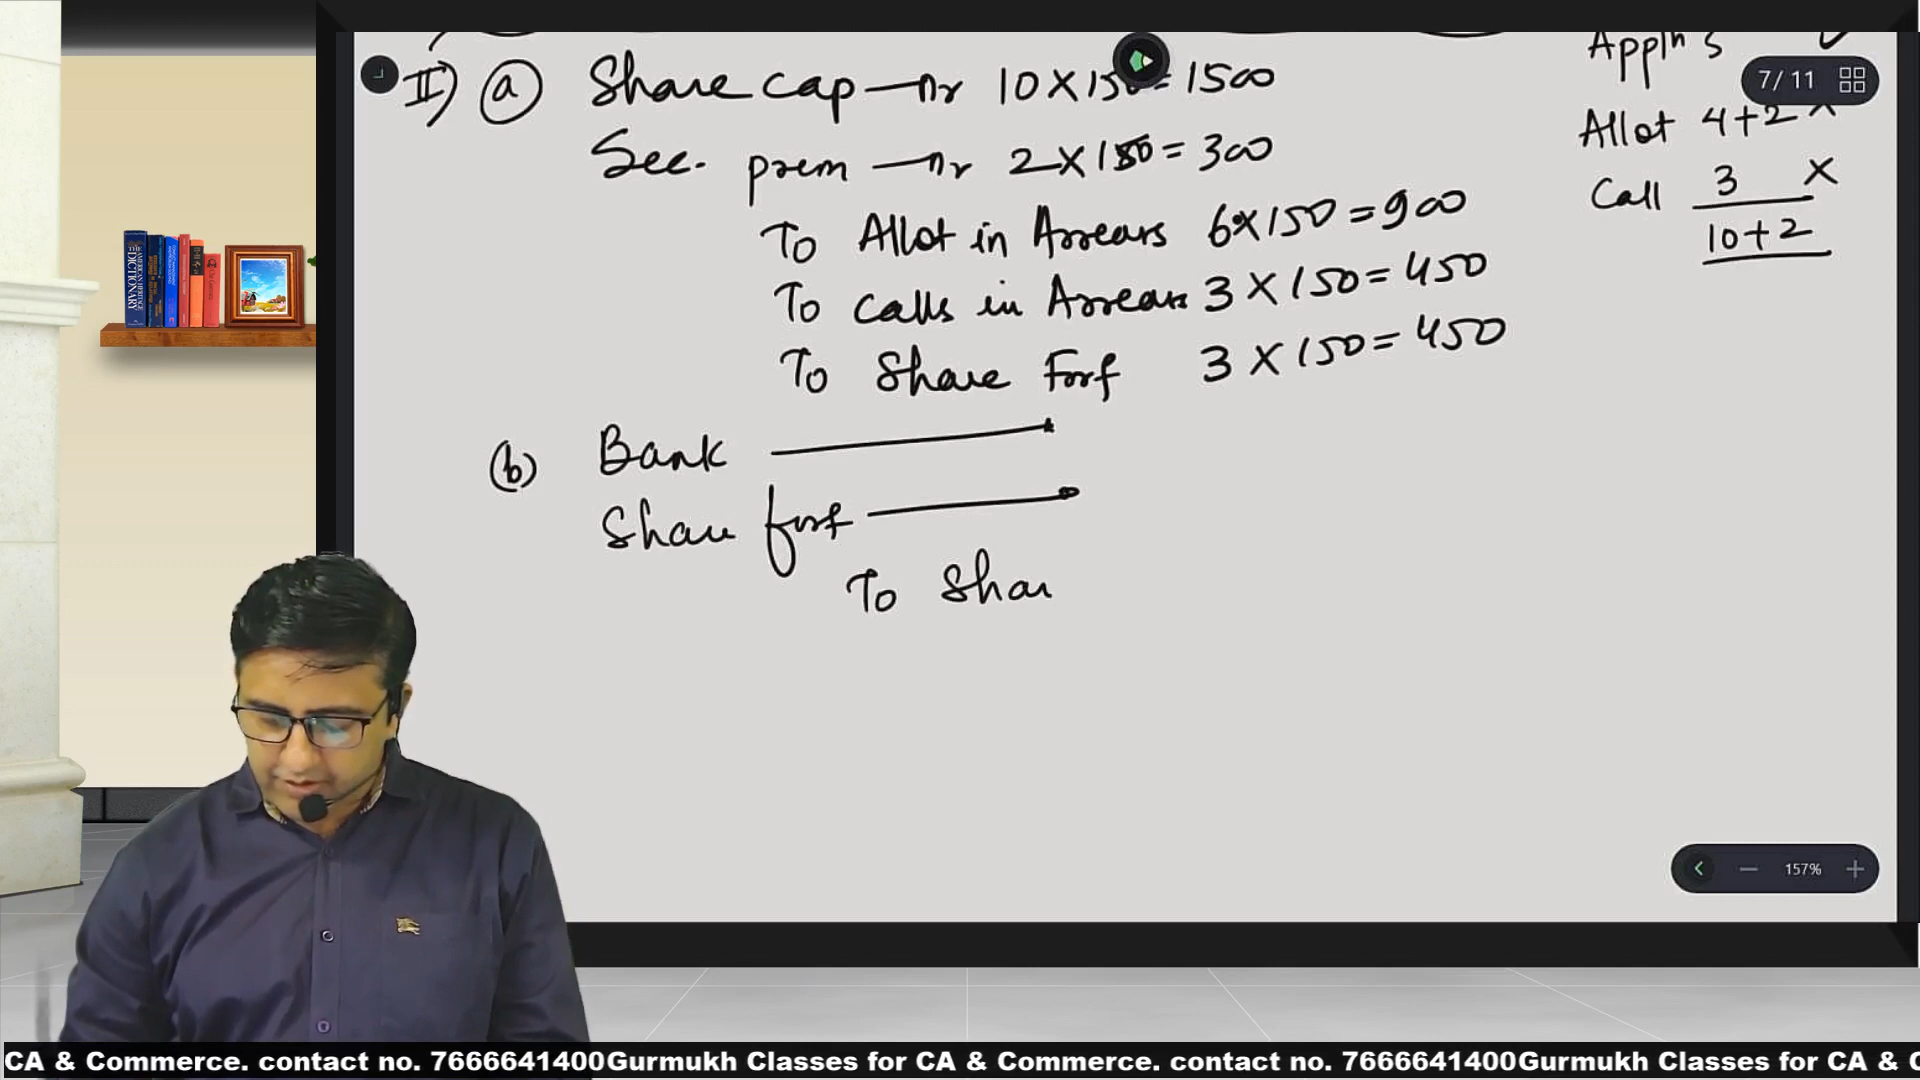 II) (a) Share cap — Dr 10 X 150 = 1500
Sec. prem — Dr 2 X 150 = 300
To Allot in Arrears 6 X 150 = 900
To Calls in Arrears 3 X 150 = 450
To Share Forf 3 X 150 = 450
(b) Bank
Share forf
To Shar
Appln 3
Allot 4+2 X
Call 3 X
10+2
7/ 11
157%
THE DICTIONARY
CA & Commerce. contact no. 7666641400Gurmukh Classes for CA & Commerce. contact no. 7666641400Gurmukh Classes for CA & C